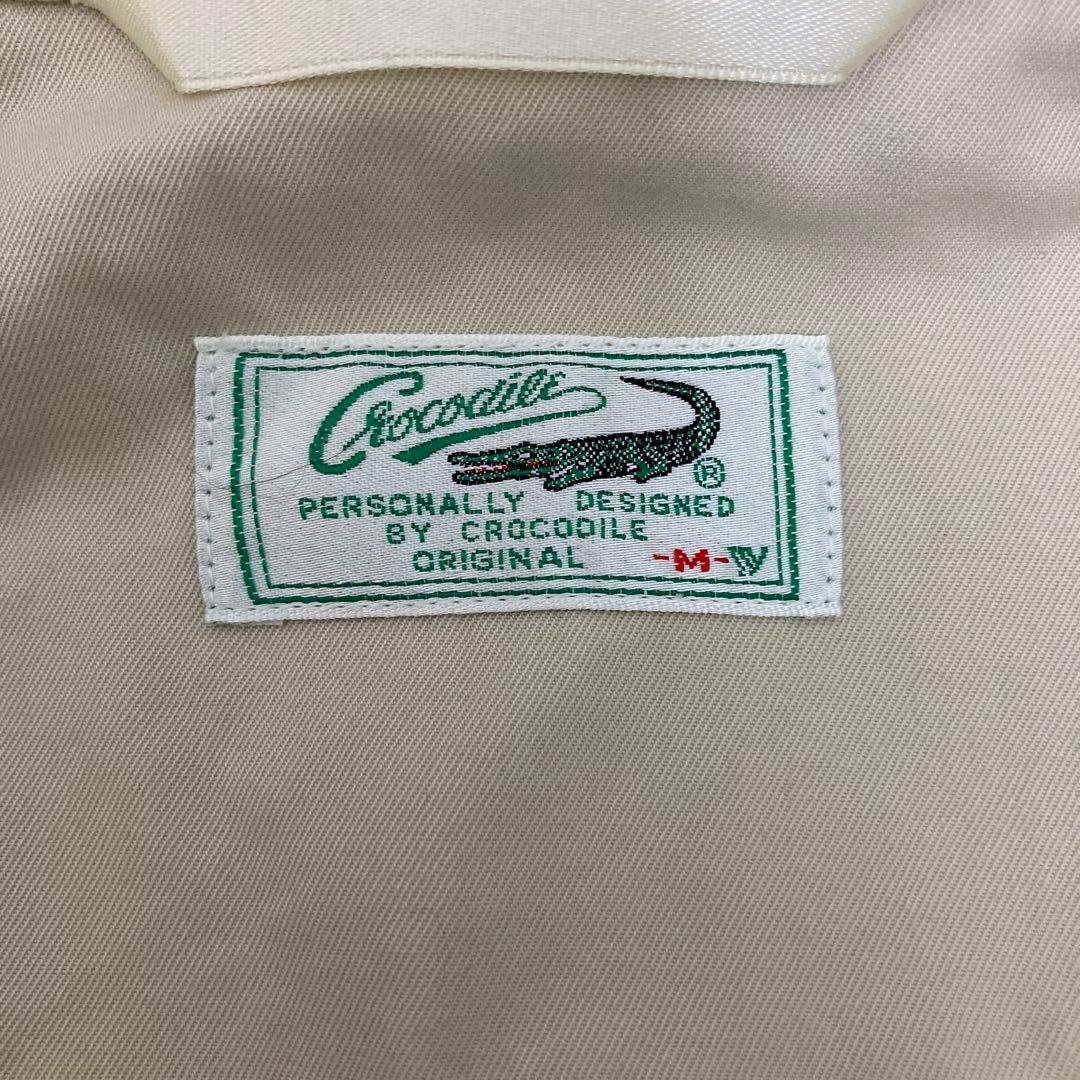 Crocodile
®
PERSONALLY DESIGNED
BY CROCODILE
ORIGINAL -M-